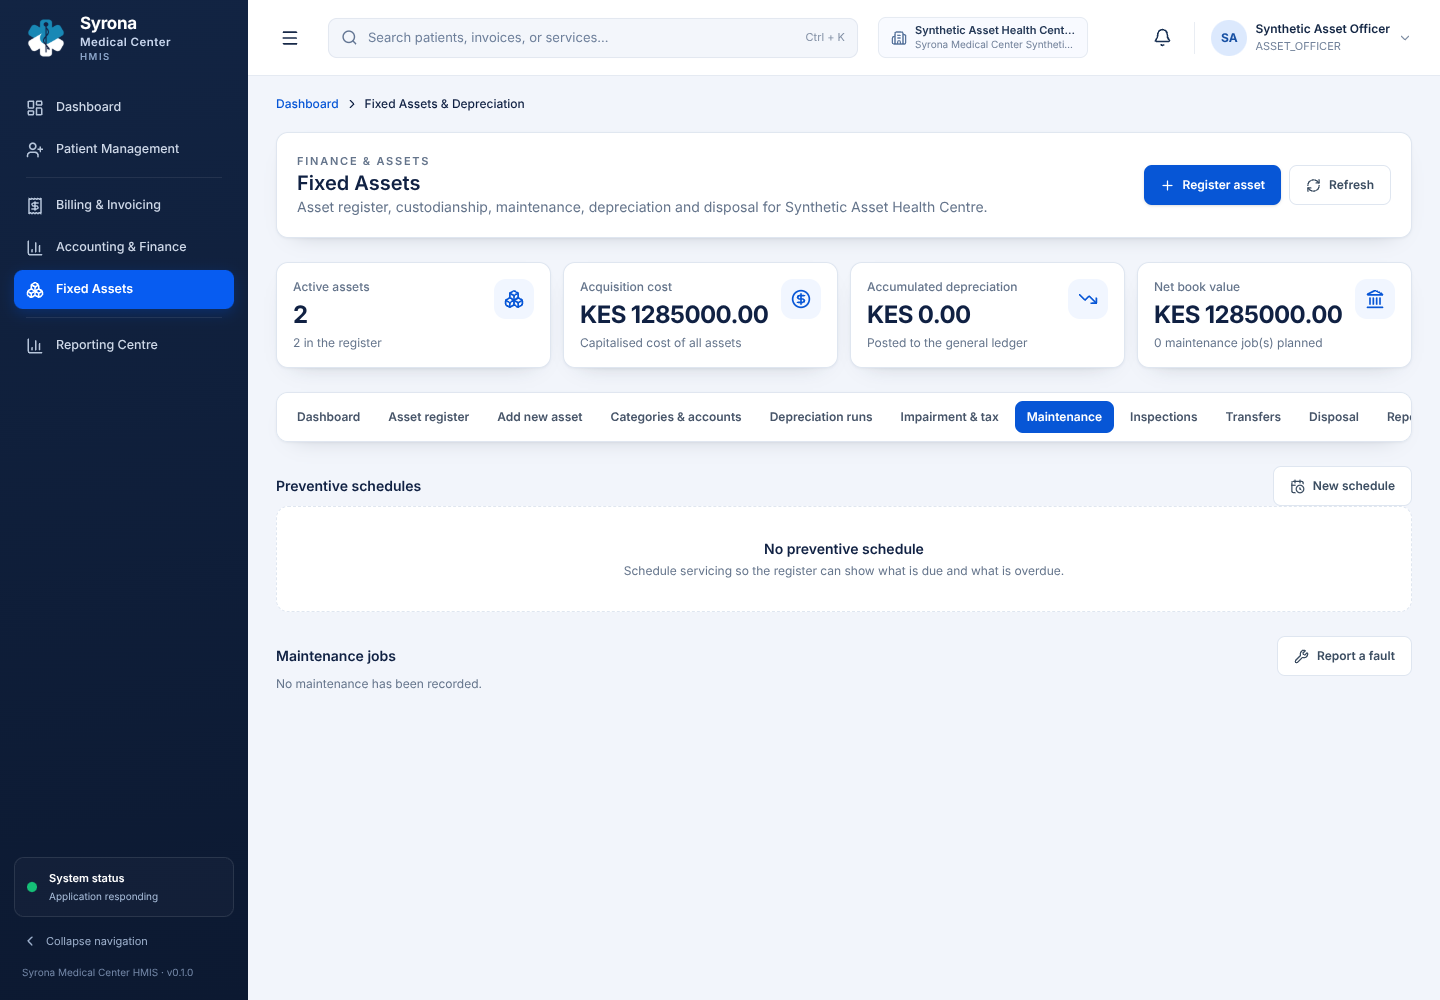 Syrona
Medical Center
HMIS
Dashboard
Patient Management
Billing & Invoicing
Accounting & Finance
Fixed Assets
Reporting Centre
System status
Application responding
Collapse navigation
Syrona Medical Center HMIS · v0.1.0
Search patients, invoices, or services...
Ctrl + K
Synthetic Asset Health Cent...
Syrona Medical Center Syntheti...
SA
Synthetic Asset Officer
ASSET_OFFICER
Dashboard > Fixed Assets & Depreciation
FINANCE & ASSETS
Fixed Assets
Asset register, custodianship, maintenance, depreciation and disposal for Synthetic Asset Health Centre.
Register asset
Refresh
Active assets
2
2 in the register
Acquisition cost
KES 1285000.00
Capitalised cost of all assets
Accumulated depreciation
KES 0.00
Posted to the general ledger
Net book value
KES 1285000.00
0 maintenance job(s) planned
Dashboard
Asset register
Add new asset
Categories & accounts
Depreciation runs
Impairment & tax
Maintenance
Inspections
Transfers
Disposal
Repo
Preventive schedules
New schedule
No preventive schedule
Schedule servicing so the register can show what is due and what is overdue.
Maintenance jobs
Report a fault
No maintenance has been recorded.